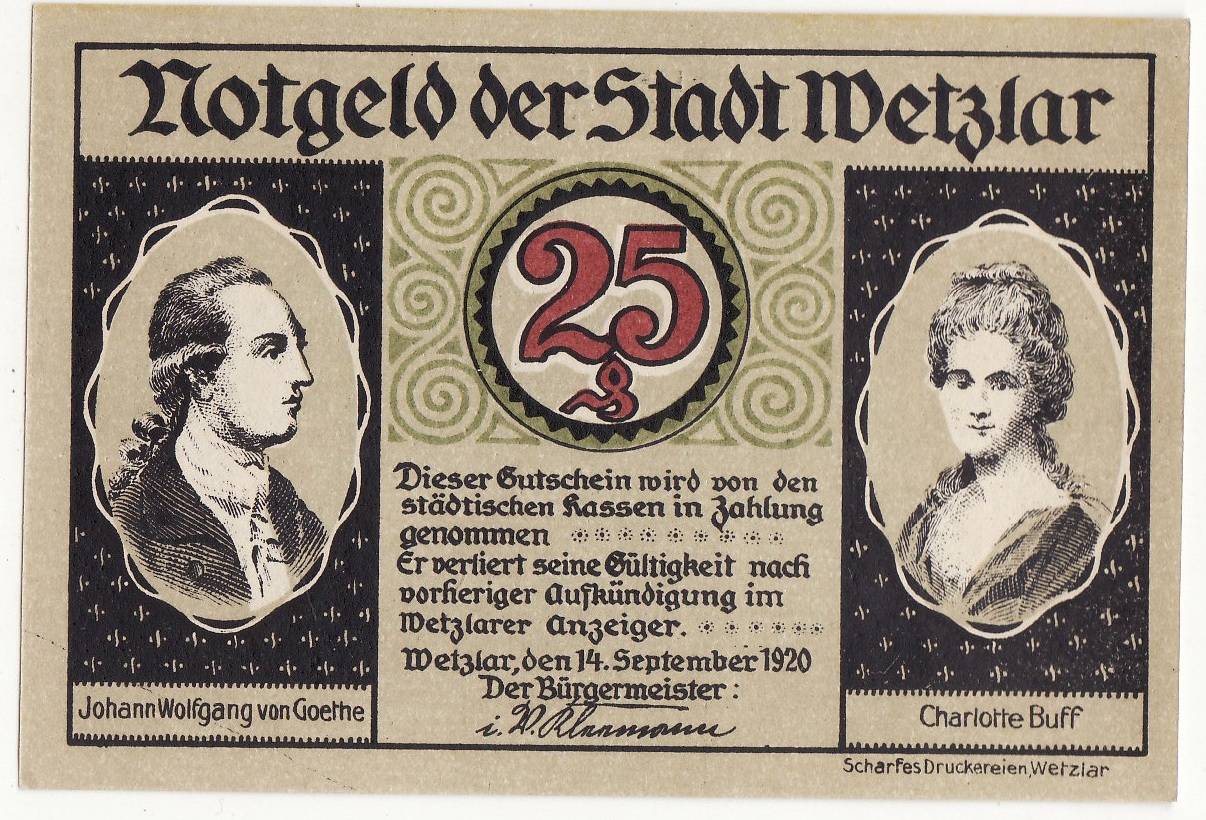 Notgeld der Stadt Wetzlar
25
₰
Dieser Gutschein wird von den
städtischen Kassen in Zahlung
genommen
Er verliert seine Gültigkeit nach
vorheriger Aufkündigung im
Wetzlarer Anzeiger.
Wetzlar, den 14. September 1920
Der Bürgermeister:
i. V.
Johann Wolfgang von Goethe
Charlotte Buff
Scharfes Druckereien, Wetzlar